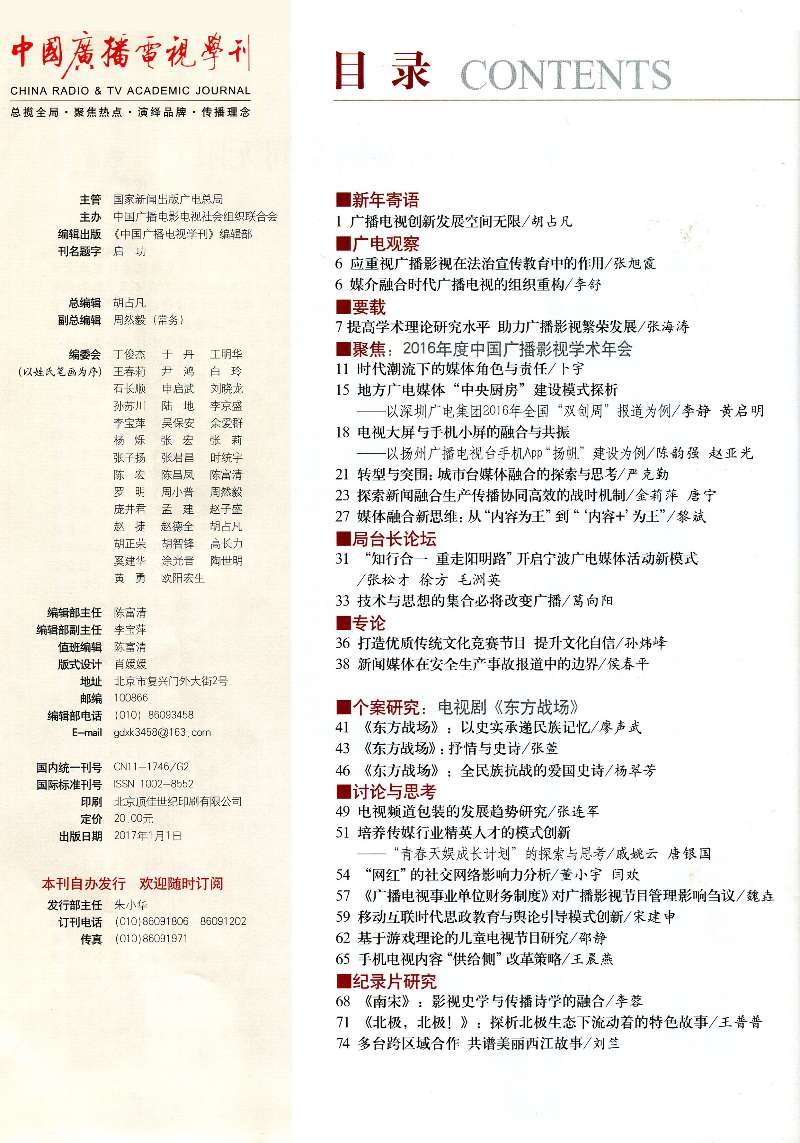 中國廣播電視學刊
CHINA RADIO & TV ACADEMIC JOURNAL
总揽全局·聚焦热点·演绎品牌·传播理念
主管 国家新闻出版广电总局
主办 中国广播电影电视社会组织联合会
编辑出版 《中国广播电视学刊》编辑部
刊名题字 启 功
总编辑 胡占凡
副总编辑 周然毅（常务）
编委会 丁俊杰 于 丹 工明华
(以姓氏笔画为序) 王春莉 尹 鸿 白 玲
石长顺 申启武 刘晓龙
孙苏川 陆 地 李京盛
李宝萍 吴保安 余爱群
杨 烁 张 宏 张 莉
张子扬 张君昌 时统宇
陈 宏 陈昌凤 陈富清
罗 明 周小普 周然毅
庞井君 孟 建 赵子盛
赵 捷 赵德全 胡占凡
胡正荣 胡智锋 高长力
奚建华 涂光晋 陶世明
黄 勇 欧阳宏生
编辑部主任 陈富清
编辑部副主任 李宝萍
值班编辑 陈富清
版式设计 肖媛媛
地址 北京市复兴门外大街2号
邮编 100866
编辑部电话 (010) 86093458
E-mail gdxk3458@163.com
国内统一刊号 CN11-1746/G2
国际标准刊号 ISSN 1002-8552
印刷 北京顶佳世纪印刷有限公司
定价 20.00元
出版日期 2017年1月1日
本刊自办发行 欢迎随时订阅
发行部主任 朱小华
订刊电话 (010)86091806 86091202
传真 (010)86091971
目录 CONTENTS
■新年寄语
1 广播电视创新发展空间无限/胡占凡
■广电观察
6 应重视广播影视在法治宣传教育中的作用/张旭霞
6 媒介融合时代广播电视的组织重构/李舒
■要载
7 提高学术理论研究水平 助力广播影视繁荣发展/张海涛
■聚焦：2016年度中国广播影视学术年会
11 时代潮流下的媒体角色与责任/卜宇
15 地方广电媒体“中央厨房”建设模式探析
——以深圳广电集团2016年全国“双创周”报道为例/李静 黄启明
18 电视大屏与手机小屏的融合与共振
——以扬州广播电视台手机App“扬帆”建设为例/陈韵强 赵亚光
21 转型与突围：城市台媒体融合的探索与思考/严克勤
23 探索新闻融合生产传播协同高效的战时机制/金莉萍 唐宁
27 媒体融合新思维：从“内容为王”到“‘内容+’为王”/黎斌
■局台长论坛
31 “知行合一 重走阳明路”开启宁波广电媒体活动新模式
/张松才 徐方 毛洲英
33 技术与思想的集合必将改变广播/葛向阳
■专论
36 打造优质传统文化竞赛节目 提升文化自信/孙炜峰
38 新闻媒体在安全生产事故报道中的边界/侯春平
■个案研究：电视剧《东方战场》
41 《东方战场》：以史实承递民族记忆/廖声武
43 《东方战场》：抒情与史诗/张萱
46 《东方战场》：全民族抗战的爱国史诗/杨翠芳
■讨论与思考
49 电视频道包装的发展趋势研究/张连军
51 培养传媒行业精英人才的模式创新
——“青春天娱成长计划”的探索与思考/戚姚云 唐银国
54 “网红”的社交网络影响力分析/董小宇 闫欢
57 《广播电视事业单位财务制度》对广播影视节目管理影响刍议/魏垚
59 移动互联时代思政教育与舆论引导模式创新/宋建申
62 基于游戏理论的儿童电视节目研究/邵静
65 手机电视内容“供给侧”改革策略/王晨燕
■纪录片研究
68 《南宋》：影视史学与传播诗学的融合/李蓉
71 《北极，北极！》：探析北极生态下流动着的特色故事/王普普
74 多台跨区域合作 共谱美丽西江故事/刘兰